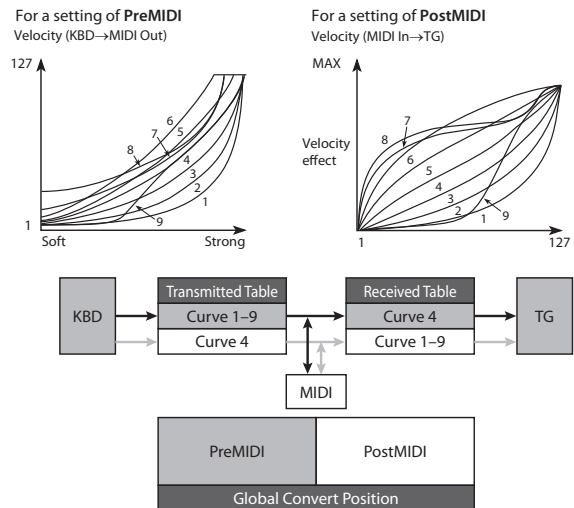 For a setting of PreMIDI
Velocity (KBD→MIDI Out)
127
6
7
5
8
4
3
2
1
9
1
Soft
Strong
For a setting of PostMIDI
Velocity (MIDI In→TG)
MAX
Velocity
effect
8
7
6
5
4
3
2
1
9
1
127
KBD
Transmitted Table
Curve 1–9
Curve 4
MIDI
Received Table
Curve 4
Curve 1–9
TG
PreMIDI
PostMIDI
Global Convert Position